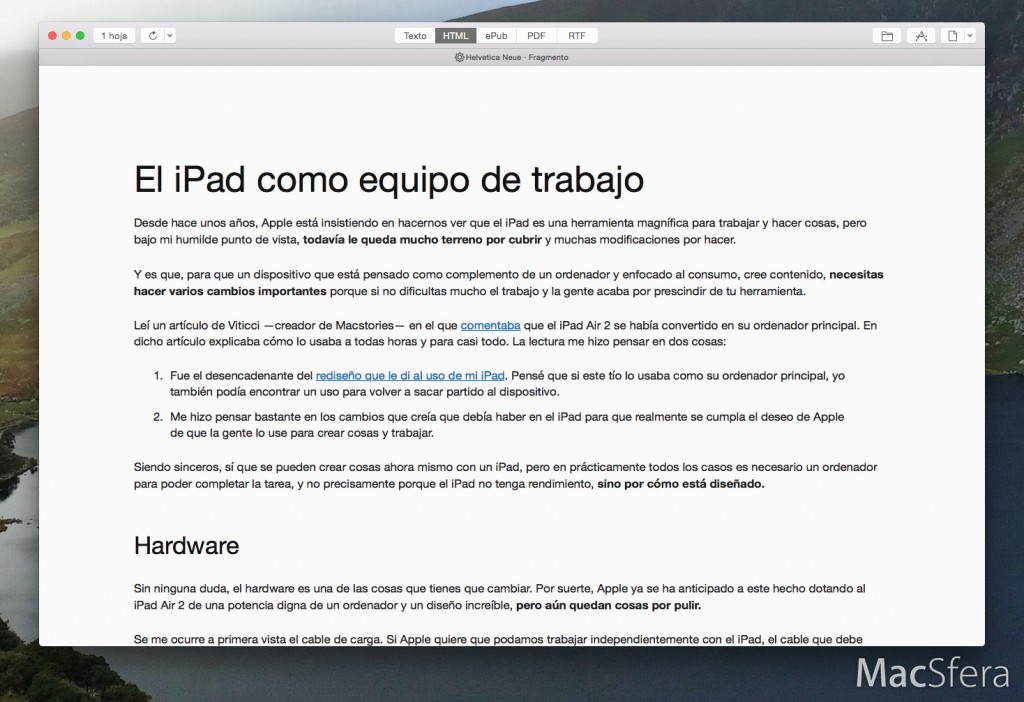 1 hoja
Texto HTML ePub PDF RTF
Helvetica Neue · Fragmento
El iPad como equipo de trabajo
Desde hace unos años, Apple está insistiendo en hacernos ver que el iPad es una herramienta magnífica para trabajar y hacer cosas, pero
bajo mi humilde punto de vista, todavía le queda mucho terreno por cubrir y muchas modificaciones por hacer.
Y es que, para que un dispositivo que está pensado como complemento de un ordenador y enfocado al consumo, cree contenido, necesitas
hacer varios cambios importantes porque si no dificultas mucho el trabajo y la gente acaba por prescindir de tu herramienta.
Leí un artículo de Viticci —creador de Macstories— en el que comentaba que el iPad Air 2 se había convertido en su ordenador principal. En
dicho artículo explicaba cómo lo usaba a todas horas y para casi todo. La lectura me hizo pensar en dos cosas:
1. Fue el desencadenante del rediseño que le di al uso de mi iPad. Pensé que si este tío lo usaba como su ordenador principal, yo
también podía encontrar un uso para volver a sacar partido al dispositivo.
2. Me hizo pensar bastante en los cambios que creía que debía haber en el iPad para que realmente se cumpla el deseo de Apple
de que la gente lo use para crear cosas y trabajar.
Siendo sinceros, sí que se pueden crear cosas ahora mismo con un iPad, pero en prácticamente todos los casos es necesario un ordenador
para poder completar la tarea, y no precisamente porque el iPad no tenga rendimiento, sino por cómo está diseñado.
Hardware
Sin ninguna duda, el hardware es una de las cosas que tienes que cambiar. Por suerte, Apple ya se ha anticipado a este hecho dotando al
iPad Air 2 de una potencia digna de un ordenador y un diseño increíble, pero aún quedan cosas por pulir.
Se me ocurre a primera vista el cable de carga. Si Apple quiere que podamos trabajar independientemente con el iPad, el cable que debe
MacSfera